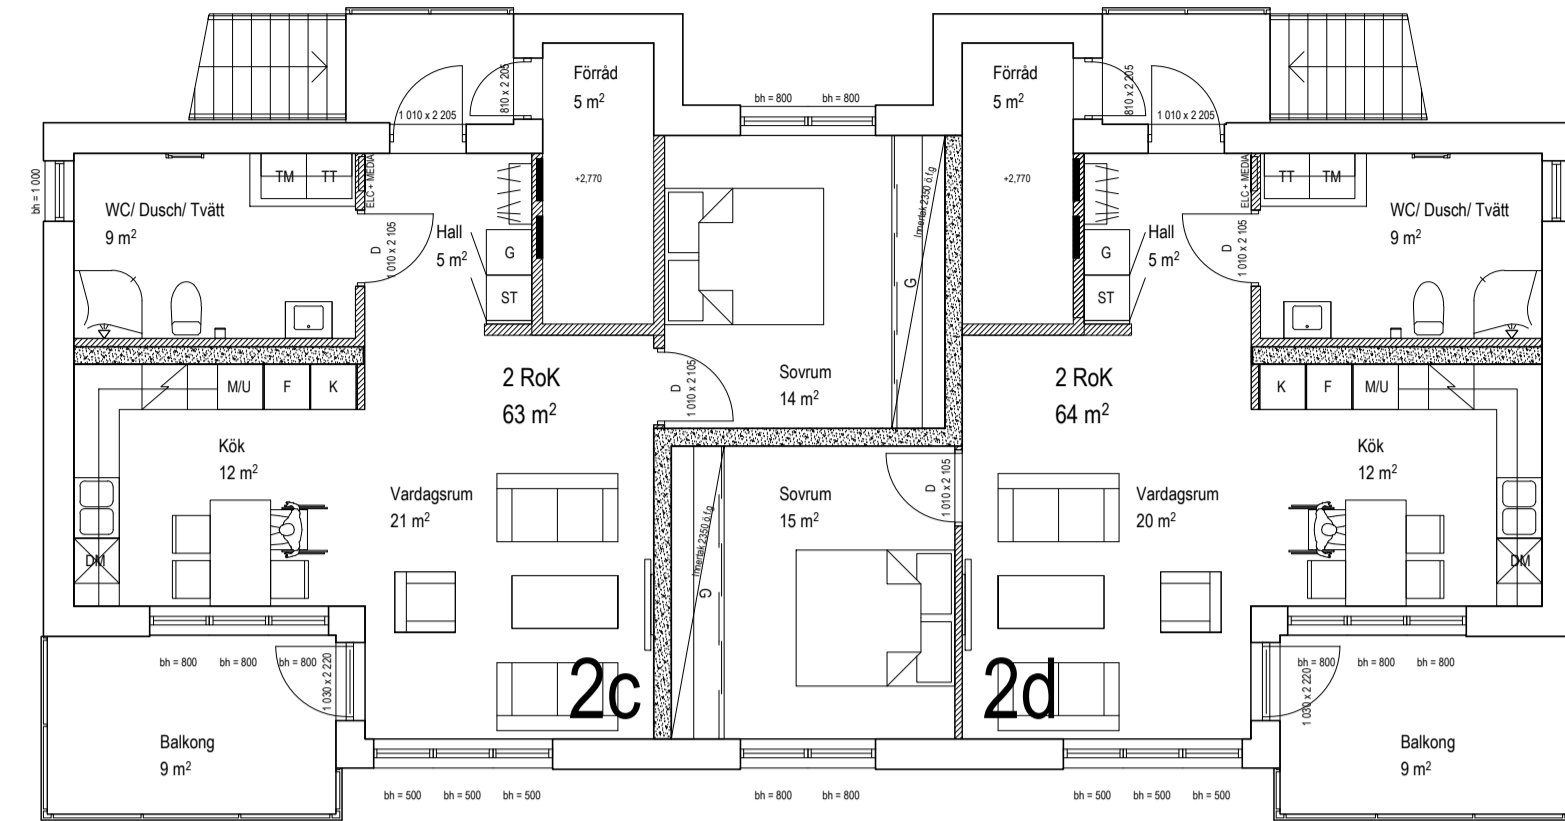 Förråd
5 m²
810 x 2 205
1 010 x 2 205
bh = 800
bh = 800
Förråd
5 m²
810 x 2 205
1 010 x 2 205
bh = 1 000
TM
TT
ELC + MEDIA
WC/ Dusch/ Tvätt
9 m²
D
1 010 x 2 105
Hall
5 m²
G
ST
+2,770
Innertak 2350 ö.f.g
G
+2,770
G
ST
Hall
5 m²
ELC + MEDIA
D
1 010 x 2 105
TT
TM
WC/ Dusch/ Tvätt
9 m²
M/U
F
K
2 RoK
63 m²
D
1 010 x 2 105
Sovrum
14 m²
2 RoK
64 m²
K
F
M/U
Kök
12 m²
DM
Vardagsrum
21 m²
Innertak 2350 ö.f.g
G
Sovrum
15 m²
D
1 010 x 2 105
Vardagsrum
20 m²
Kök
12 m²
DM
bh = 800
bh = 800
bh = 800
1 030 x 2 220
2c
2d
1 030 x 2 220
bh = 800
bh = 800
bh = 800
Balkong
9 m²
Balkong
9 m²
bh = 500
bh = 500
bh = 500
bh = 800
bh = 800
bh = 500
bh = 500
bh = 500